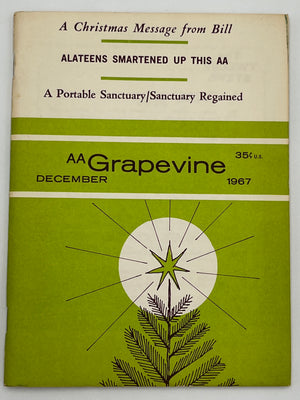 A Christmas Message from Bill
ALATEENS SMARTENED UP THIS AA
A Portable Sanctuary/Sanctuary Regained
AA Grapevine 35¢ U.S.
DECEMBER 1967